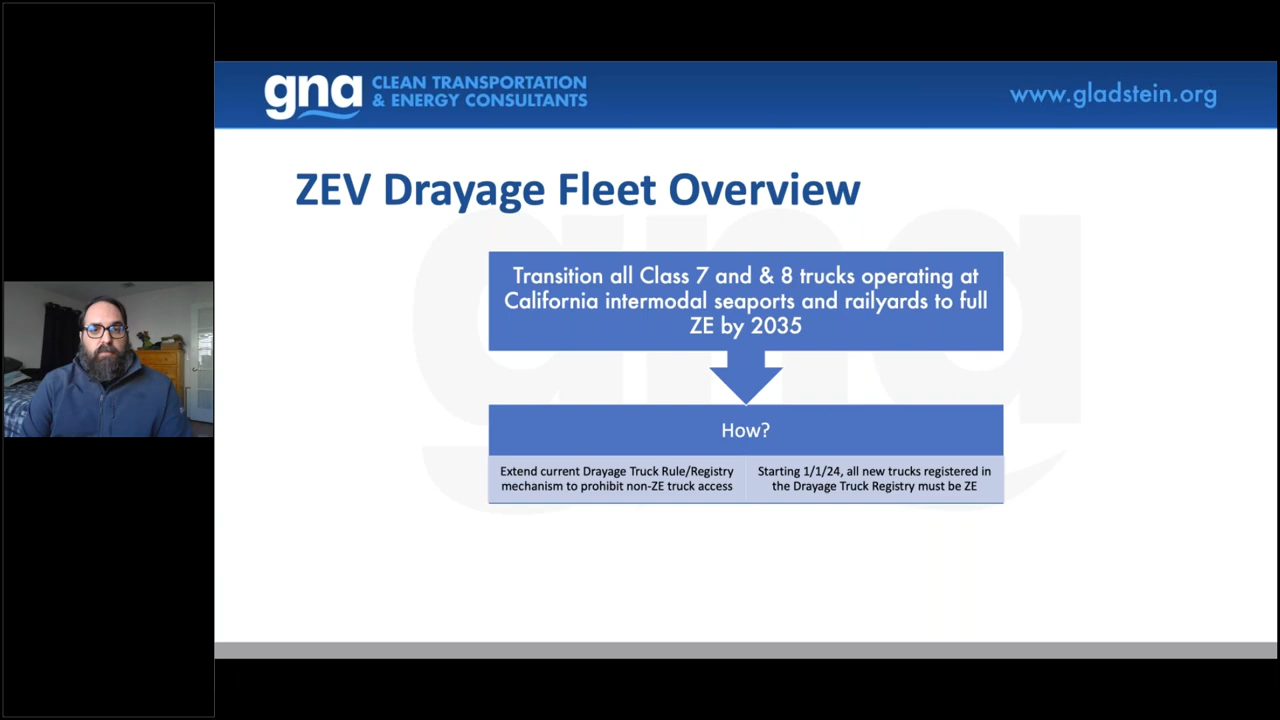 gna CLEAN TRANSPORTATION
& ENERGY CONSULTANTS
www.gladstein.org
ZEV Drayage Fleet Overview
Transition all Class 7 and & 8 trucks operating at
California intermodal seaports and railyards to full
ZE by 2035
How?
Extend current Drayage Truck Rule/Registry
mechanism to prohibit non-ZE truck access
Starting 1/1/24, all new trucks registered in
the Drayage Truck Registry must be ZE
gna